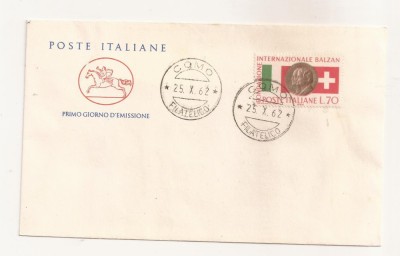 POSTE ITALIANE
PRIMO GIORNO D'EMISSIONE
COMO
* 25. X. 62 *
FILATELICO
INTERNAZIONALE BALZAN
POSTE ITALIANE L.70
COMO
* 25. X. 62 *
FILATELICO